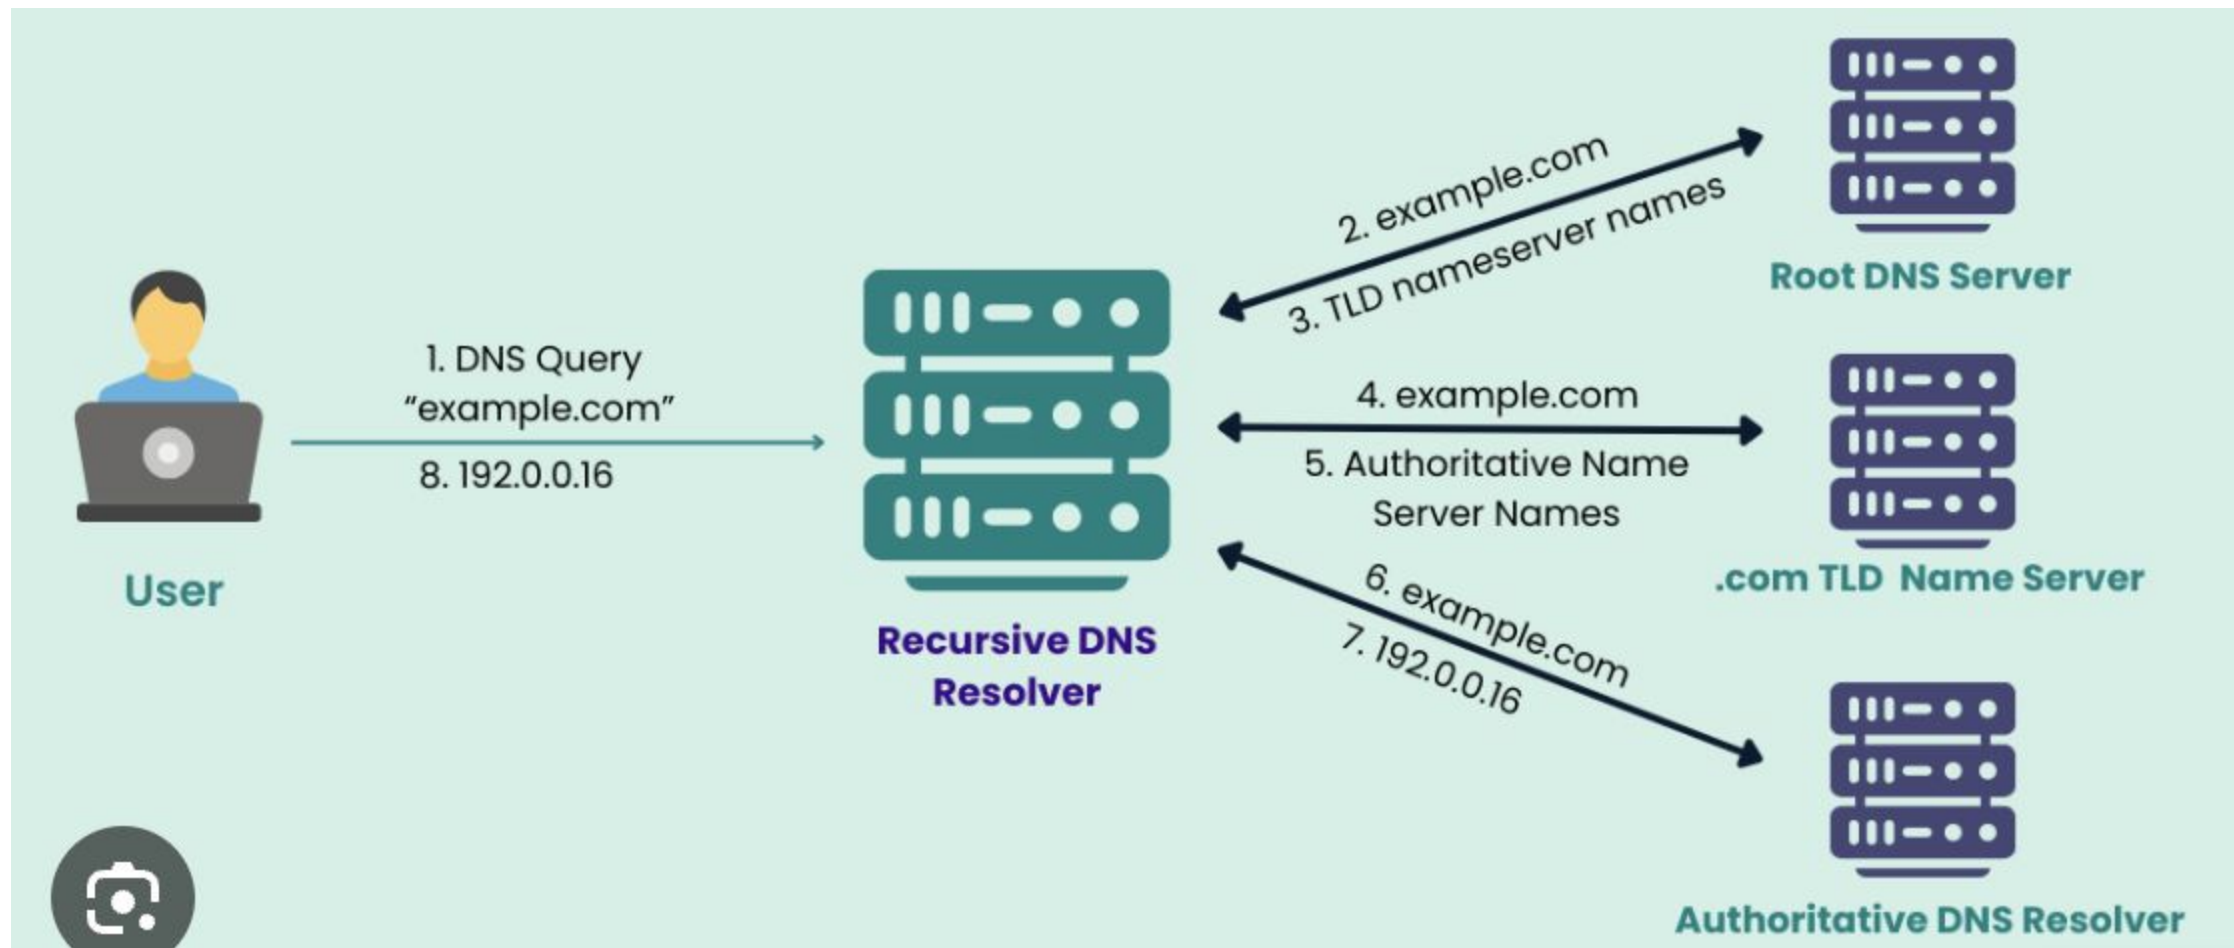 1. DNS Query
“example.com”
8. 192.0.0.16
User
Recursive DNS
Resolver
2. example.com
3. TLD nameserver names
Root DNS Server
4. example.com
5. Authoritative Name
Server Names
.com TLD Name Server
6. example.com
7. 192.0.0.16
Authoritative DNS Resolver